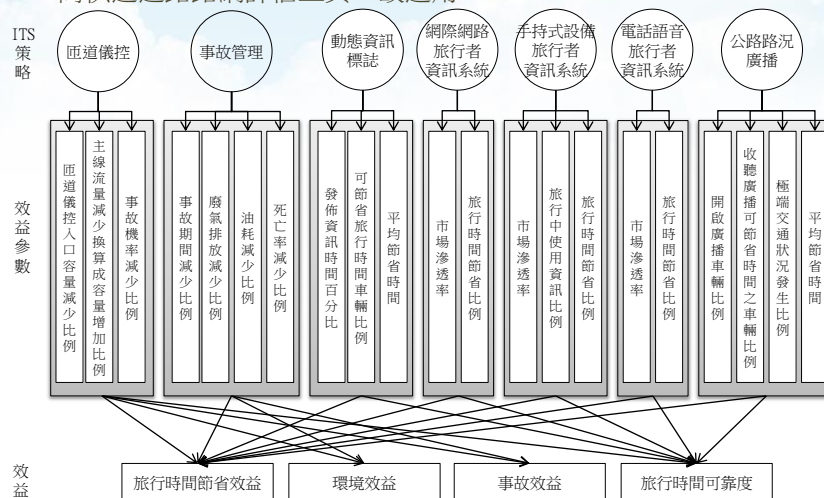 ITS
策
略
匝道儀控
事故管理
動態資訊
標誌
網際網路
旅行者
資訊系統
手持式設備
旅行者
資訊系統
電話語音
旅行者
資訊系統
公路路況
廣播
效
益
參
數
匝道儀控入口容量減少比例
主線流量減少換算成容量增加比例
事故機率減少比例
事故期間減少比例
廢氣排放減少比例
油耗減少比例
死亡率減少比例
發佈資訊時間百分比
可節省旅行時間車輛比例
平均節省時間
市場滲透率
旅行時間節省比例
市場滲透率
旅行中使用資訊比例
旅行時間節省比例
市場滲透率
旅行時間節省比例
開啟廣播車輛比例
收聽廣播可節省時間之車輛比例
極端交通狀況發生比例
平均節省時間
效
益
旅行時間節省效益
環境效益
事故效益
旅行時間可靠度